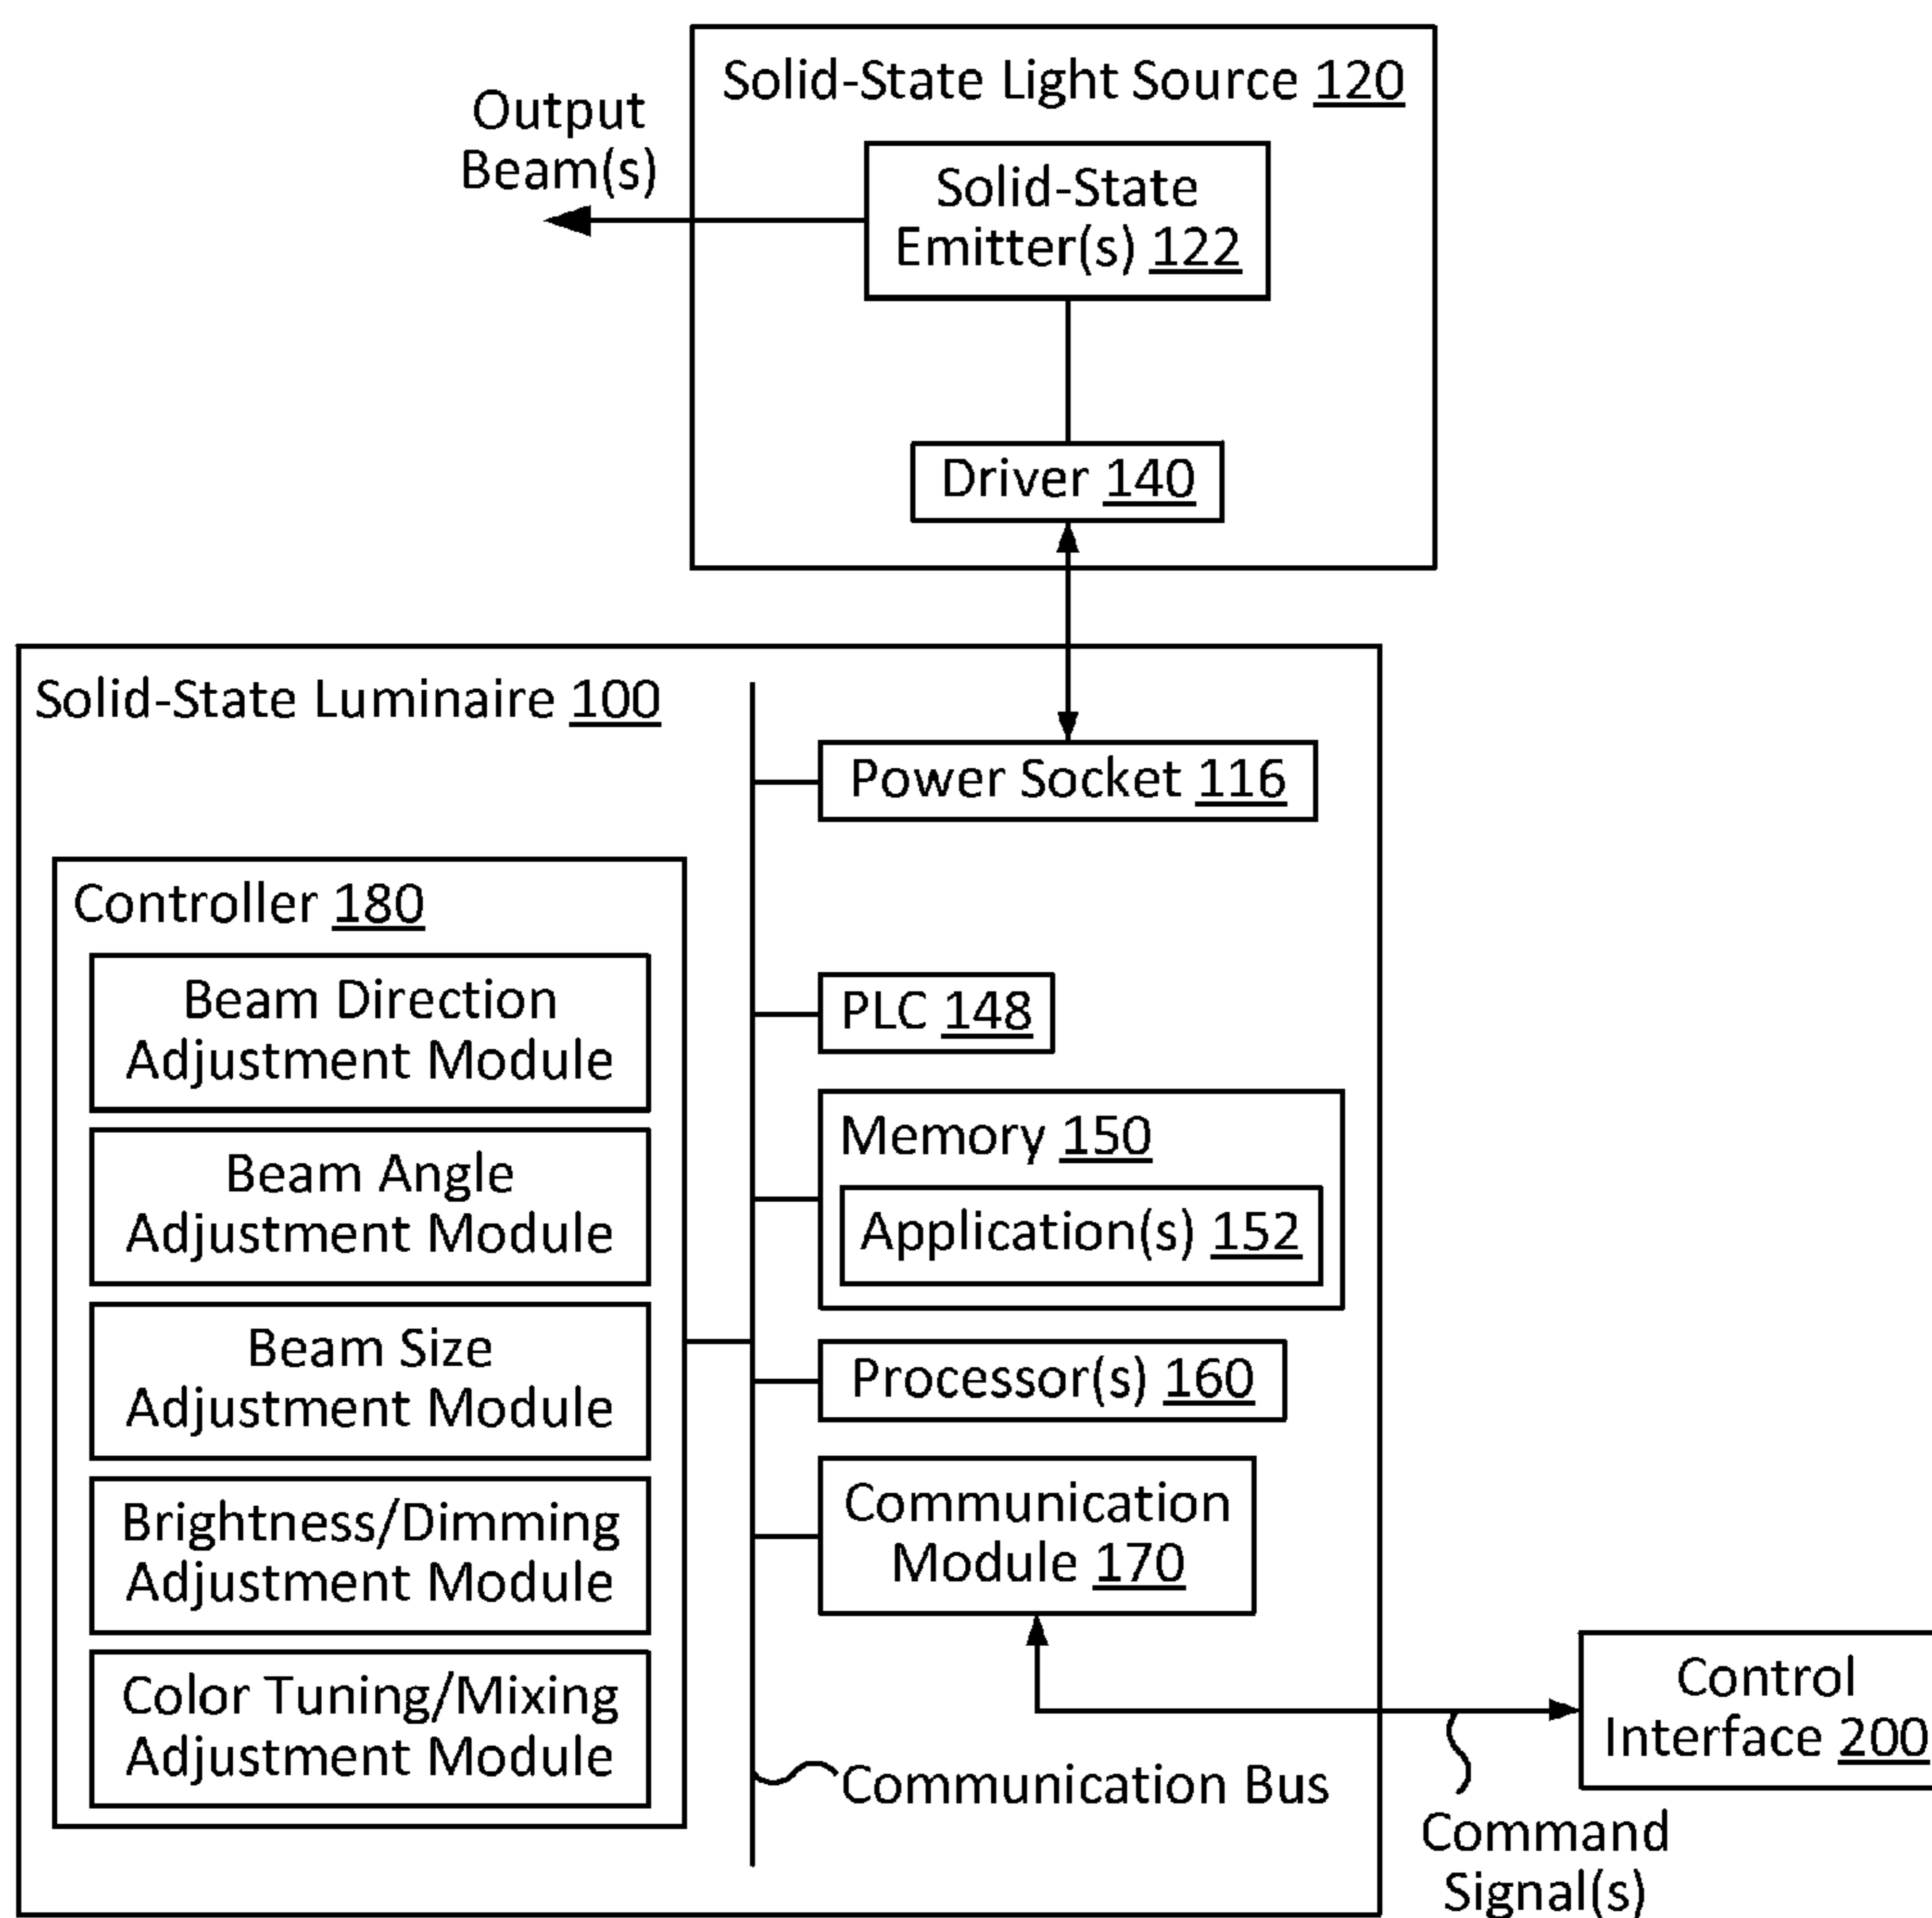 Solid-State Light Source 120
Output
Beam(s)
Solid-State
Emitter(s) 122
Driver 140
Solid-State Luminaire 100
Power Socket 116
Controller 180
Beam Direction
Adjustment Module
Beam Angle
Adjustment Module
Beam Size
Adjustment Module
Brightness/Dimming
Adjustment Module
Color Tuning/Mixing
Adjustment Module
PLC 148
Memory 150
Application(s) 152
Processor(s) 160
Communication
Module 170
Communication Bus
Control
Interface 200
Command
Signal(s)